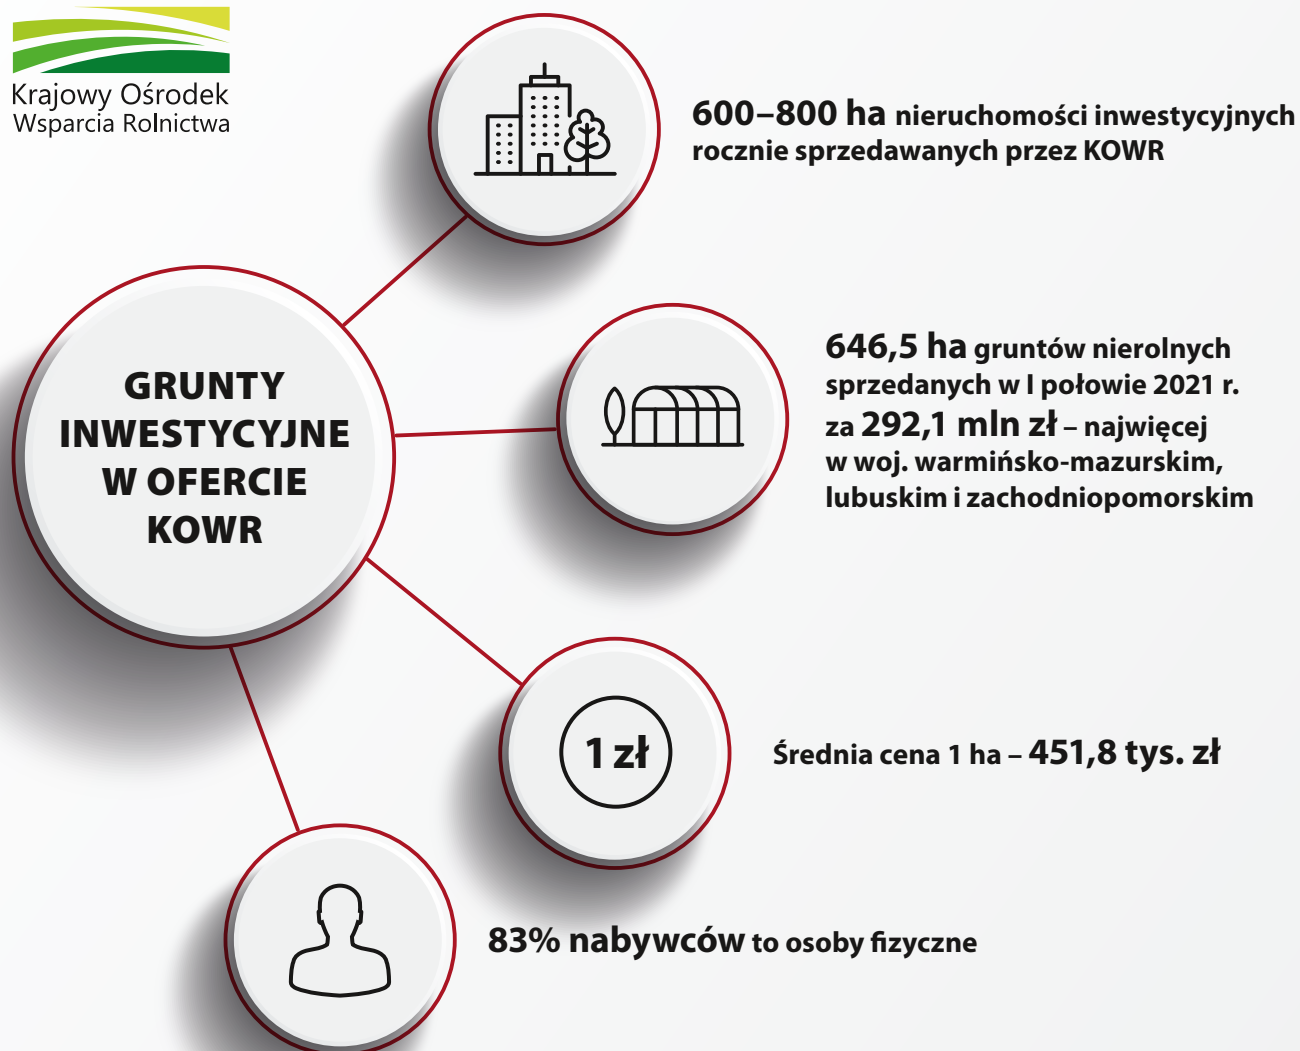 Krajowy Ośrodek
Wsparcia Rolnictwa
600–800 ha nieruchomości inwestycyjnych
rocznie sprzedawanych przez KOWR
GRUNTY
INWESTYCYJNE
W OFERCIE
KOWR
646,5 ha gruntów nierolnych
sprzedanych w I połowie 2021 r.
za 292,1 mln zł – najwięcej
w woj. warmińsko-mazurskim,
lubuskim i zachodniopomorskim
1 zł
Średnia cena 1 ha – 451,8 tys. zł
83% nabywców to osoby fizyczne